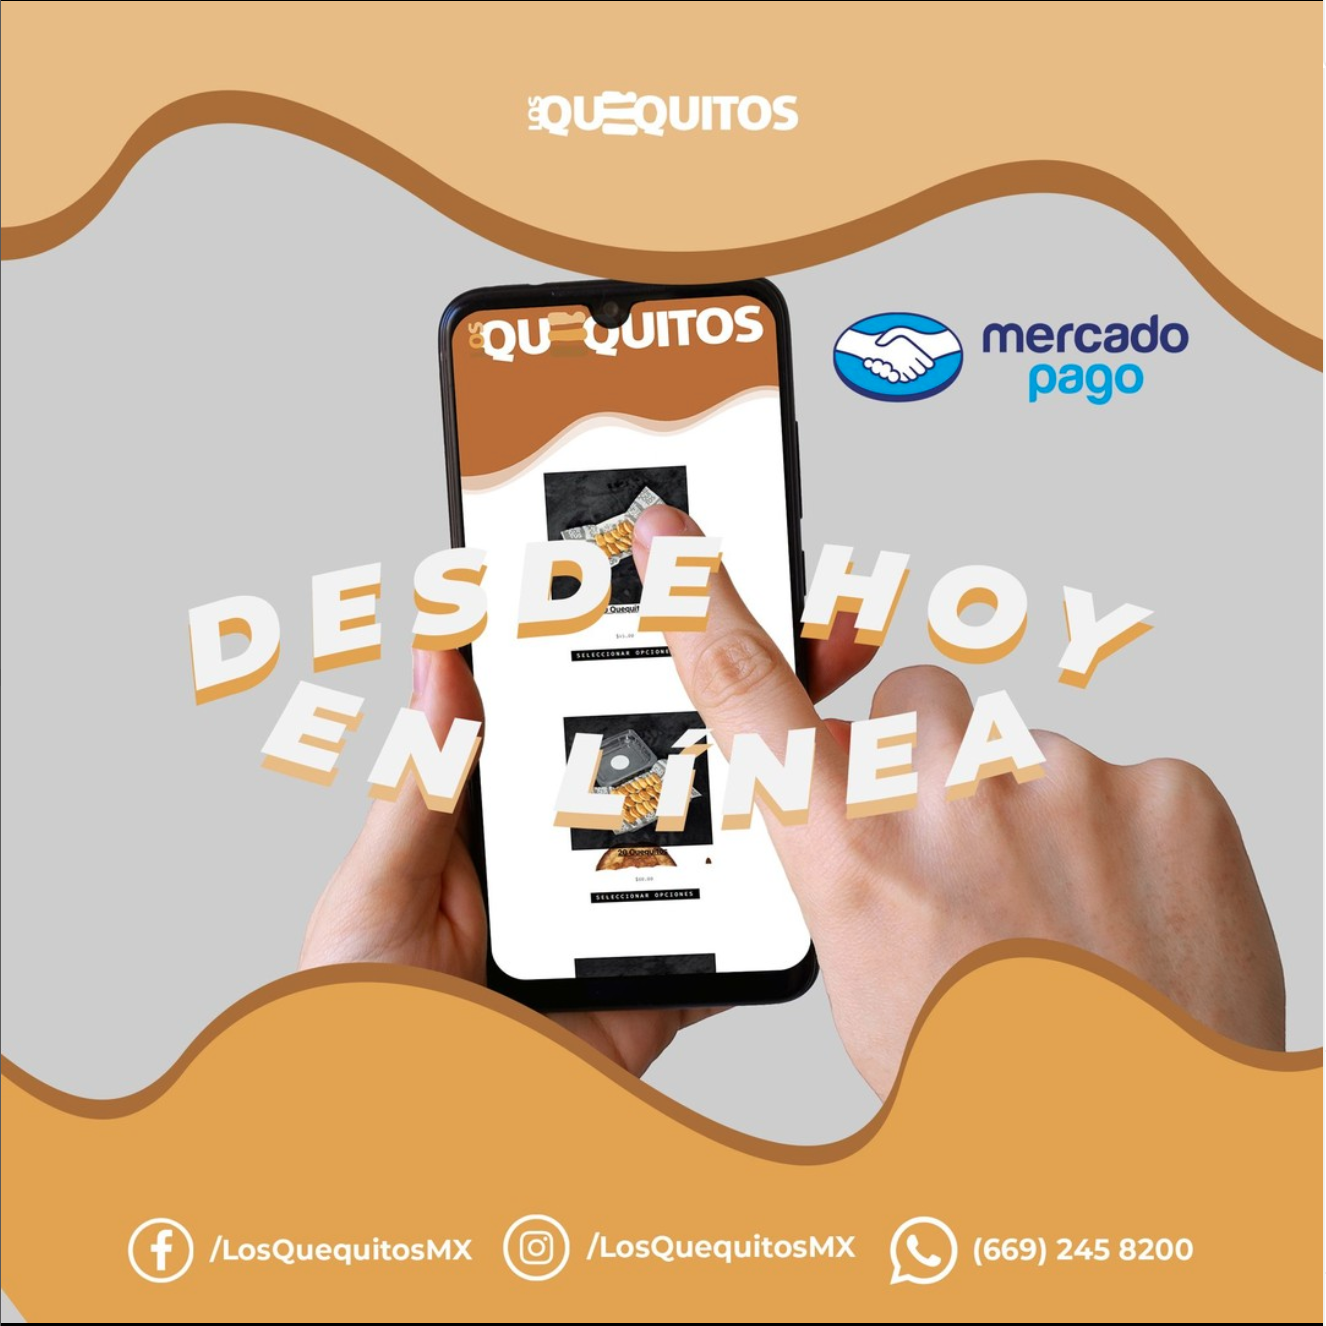 LOS QUEQUITOS
LOS QUEQUITOS
mercado
pago
DESDE HOY
EN LÍNEA
SELECCIONAR OPCIONES
20 Quequitos
SELECCIONAR OPCIONES
/LosQuequitosMX
/LosQuequitosMX
(669) 245 8200